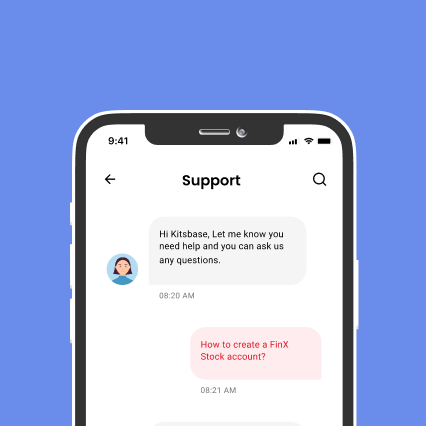 9:41
Support
Hi Kitsbase, Let me know you
need help and you can ask us
any questions.
08:20 AM
How to create a FinX
Stock account?
08:21 AM